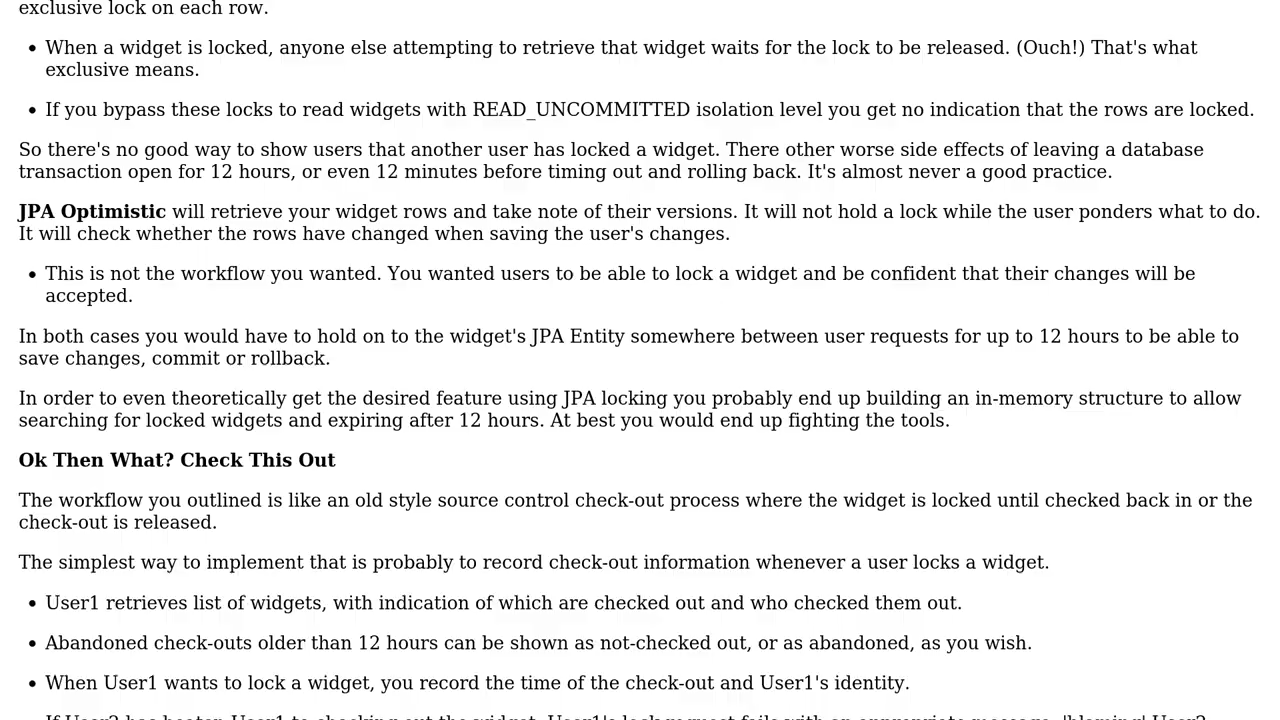 exclusive lock on each row.
• When a widget is locked, anyone else attempting to retrieve that widget waits for the lock to be released. (Ouch!) That's what
exclusive means.
• If you bypass these locks to read widgets with READ_UNCOMMITTED isolation level you get no indication that the rows are locked.
So there's no good way to show users that another user has locked a widget. There other worse side effects of leaving a database
transaction open for 12 hours, or even 12 minutes before timing out and rolling back. It's almost never a good practice.
JPA Optimistic will retrieve your widget rows and take note of their versions. It will not hold a lock while the user ponders what to do.
It will check whether the rows have changed when saving the user's changes.
• This is not the workflow you wanted. You wanted users to be able to lock a widget and be confident that their changes will be
accepted.
In both cases you would have to hold on to the widget's JPA Entity somewhere between user requests for up to 12 hours to be able to
save changes, commit or rollback.
In order to even theoretically get the desired feature using JPA locking you probably end up building an in-memory structure to allow
searching for locked widgets and expiring after 12 hours. At best you would end up fighting the tools.
Ok Then What? Check This Out
The workflow you outlined is like an old style source control check-out process where the widget is locked until checked back in or the
check-out is released.
The simplest way to implement that is probably to record check-out information whenever a user locks a widget.
• User1 retrieves list of widgets, with indication of which are checked out and who checked them out.
• Abandoned check-outs older than 12 hours can be shown as not-checked out, or as abandoned, as you wish.
• When User1 wants to lock a widget, you record the time of the check-out and User1's identity.